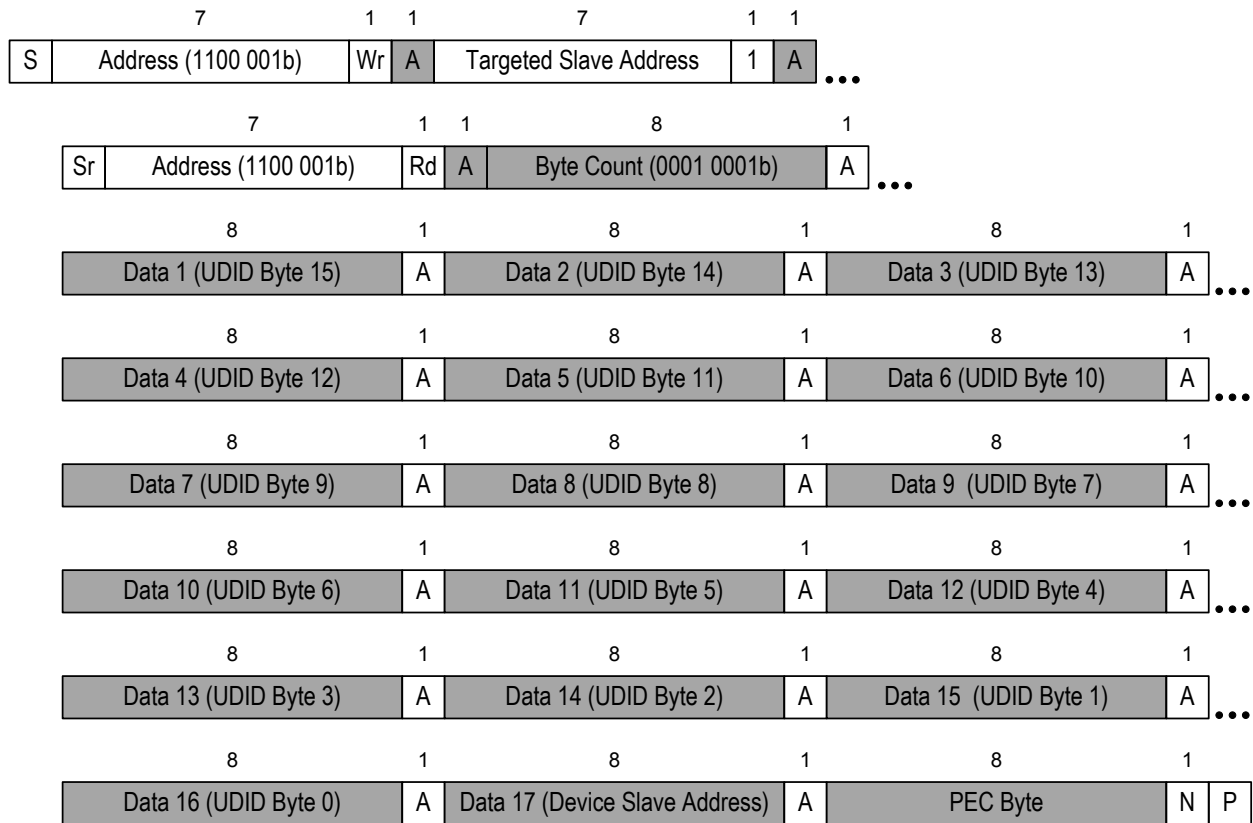 7 1 1 7 1 1
S Address (1100 001b) Wr A Targeted Slave Address 1 A ...
7 1 1 8 1
Sr Address (1100 001b) Rd A Byte Count (0001 0001b) A ...
8 1 8 1 8 1
Data 1 (UDID Byte 15) A Data 2 (UDID Byte 14) A Data 3 (UDID Byte 13) A ...
8 1 8 1 8 1
Data 4 (UDID Byte 12) A Data 5 (UDID Byte 11) A Data 6 (UDID Byte 10) A ...
8 1 8 1 8 1
Data 7 (UDID Byte 9) A Data 8 (UDID Byte 8) A Data 9 (UDID Byte 7) A ...
8 1 8 1 8 1
Data 10 (UDID Byte 6) A Data 11 (UDID Byte 5) A Data 12 (UDID Byte 4) A ...
8 1 8 1 8 1
Data 13 (UDID Byte 3) A Data 14 (UDID Byte 2) A Data 15 (UDID Byte 1) A ...
8 1 8 1 8 1
Data 16 (UDID Byte 0) A Data 17 (Device Slave Address) A PEC Byte N P